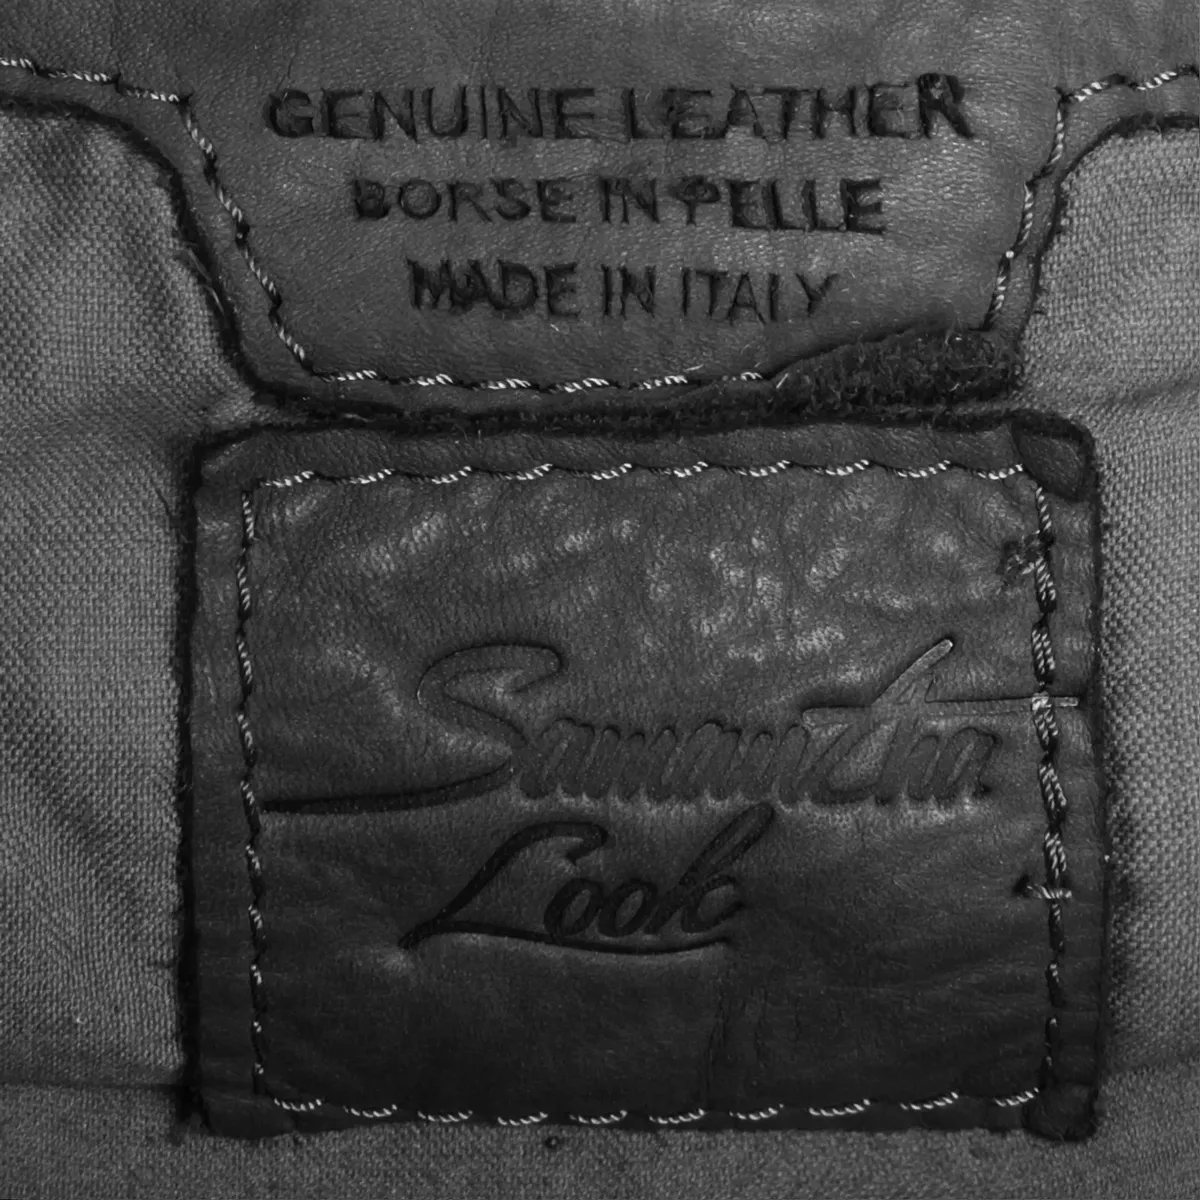 GENUINE LEATHER
BORSE IN PELLE
MADE IN ITALY
Samantha
Look